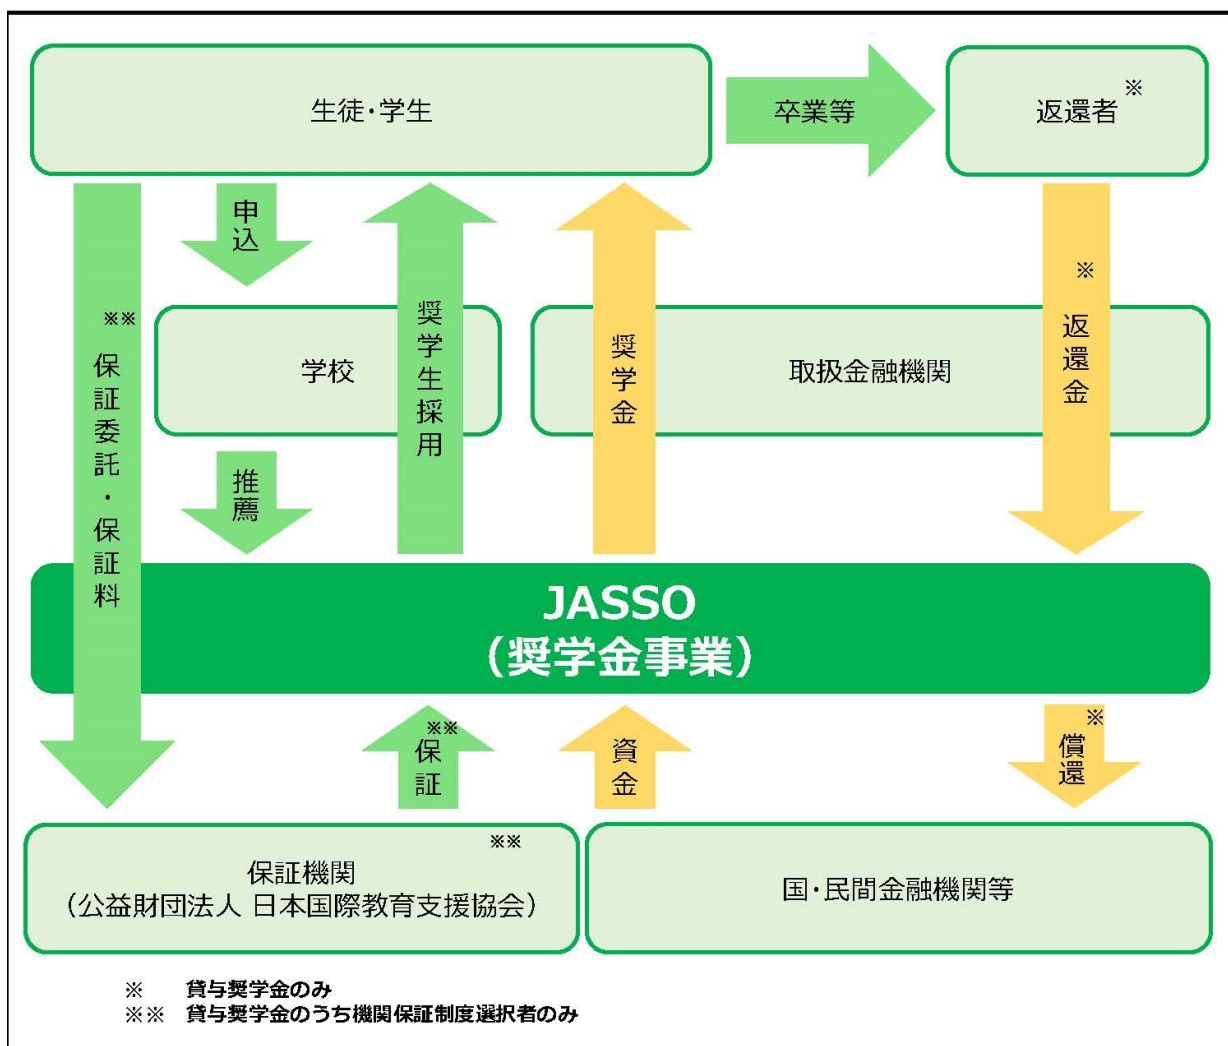 生徒・学生
卒業等
返還者
※
申込
※※
保証委託・保証料
学校
奨学生採用
奨学金
取扱金融機関
※
返還金
推薦
JASSO
（奨学金事業）
※※
保証
資金
※
償還
※※
保証機関
（公益財団法人 日本国際教育支援協会）
国・民間金融機関等
※ 貸与奨学金のみ
※※ 貸与奨学金のうち機関保証制度選択者のみ